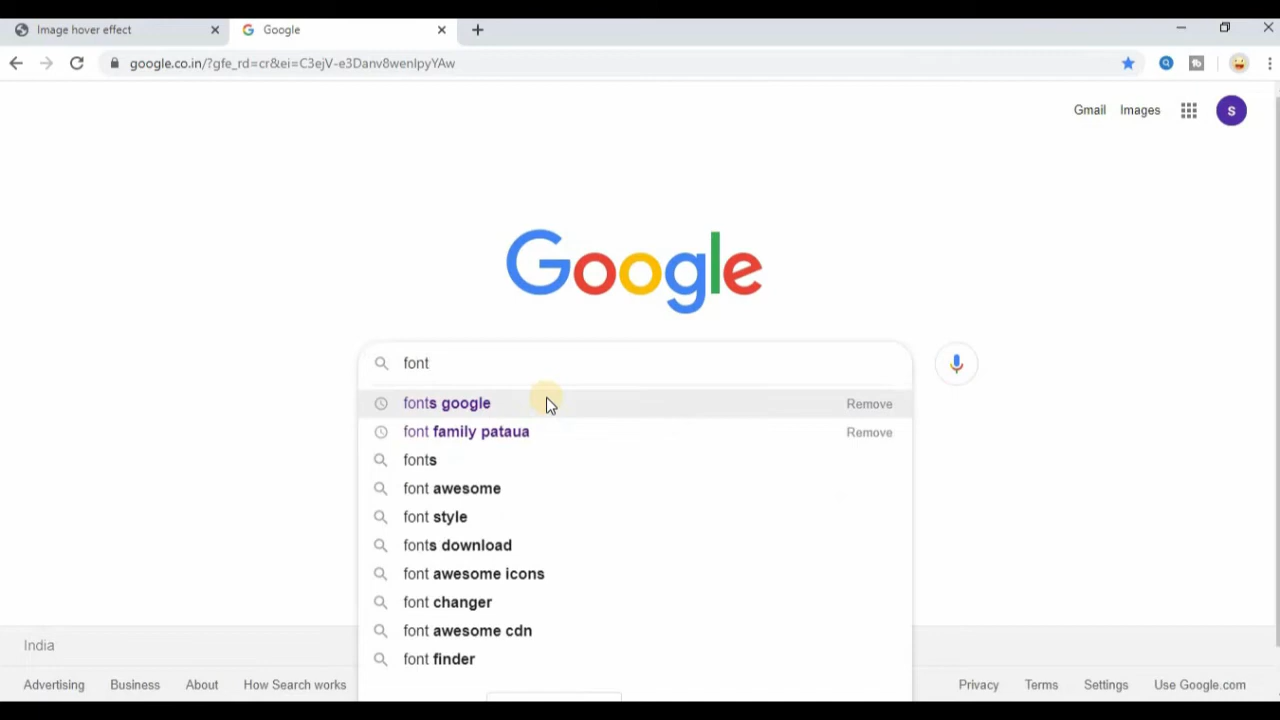 Image hover effect
Google
google.co.in/?gfe_rd=cr&ei=C3ejV-e3Danv8wenIpyYAw
Gmail Images S
Google
font
fonts google Remove
font family pataua Remove
fonts
font awesome
font style
fonts download
font awesome icons
font changer
font awesome cdn
font finder
India
Advertising Business About How Search works Privacy Terms Settings Use Google.com